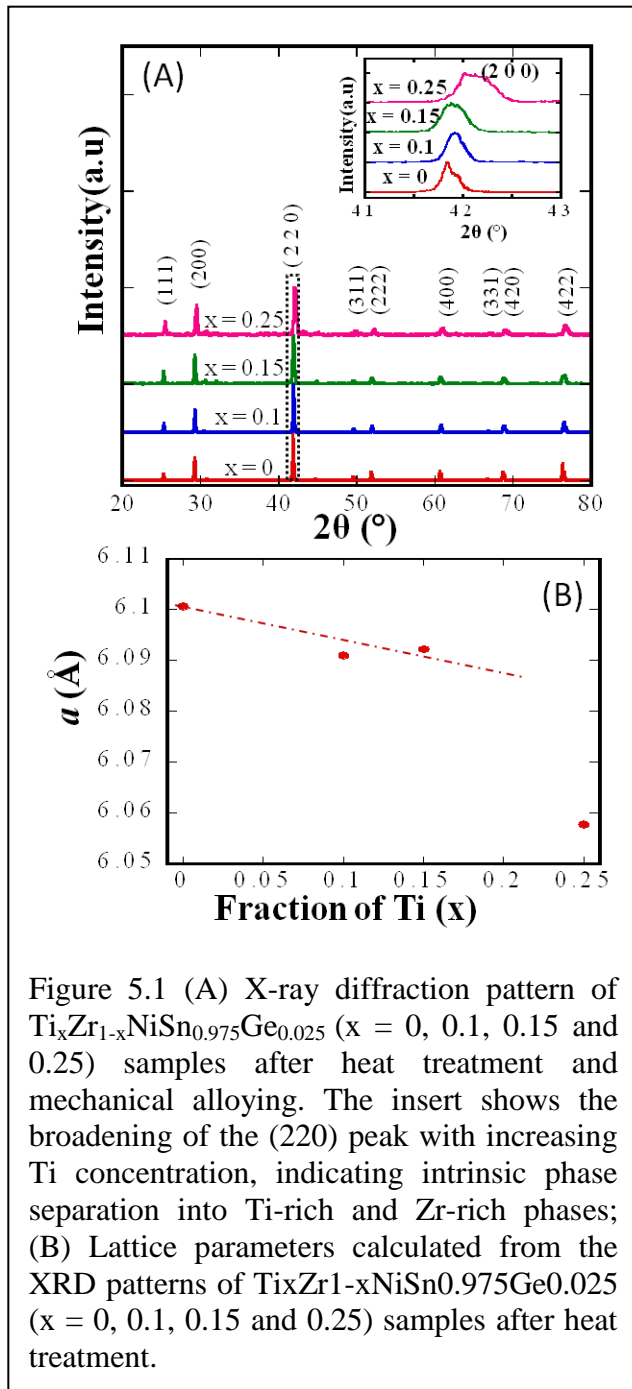 (A)
(2 0 0)
x = 0.25
x = 0.15
x = 0.1
x = 0
Intensity(a.u)
41 42 43
2θ (°)
Intensity(a.u)
(111) (200) (2 2 0) (311) (222) (400) (331) (420) (422)
x = 0.25
x = 0.15
x = 0.1
x = 0
20 30 40 50 60 70 80
2θ (°)
6.11
6.1
6.09
6.08
6.07
6.06
6.05
(B)
a (Å)
0 0.05 0.1 0.15 0.2 0.25
Fraction of Ti (x)
Figure 5.1 (A) X-ray diffraction pattern of
TiₓZr₁₋ₓNiSn₀.₉₇₅Ge₀.₀₂₅ (x = 0, 0.1, 0.15 and
0.25) samples after heat treatment and
mechanical alloying. The insert shows the
broadening of the (220) peak with increasing
Ti concentration, indicating intrinsic phase
separation into Ti-rich and Zr-rich phases;
(B) Lattice parameters calculated from the
XRD patterns of TixZr1-xNiSn0.975Ge0.025
(x = 0, 0.1, 0.15 and 0.25) samples after heat
treatment.